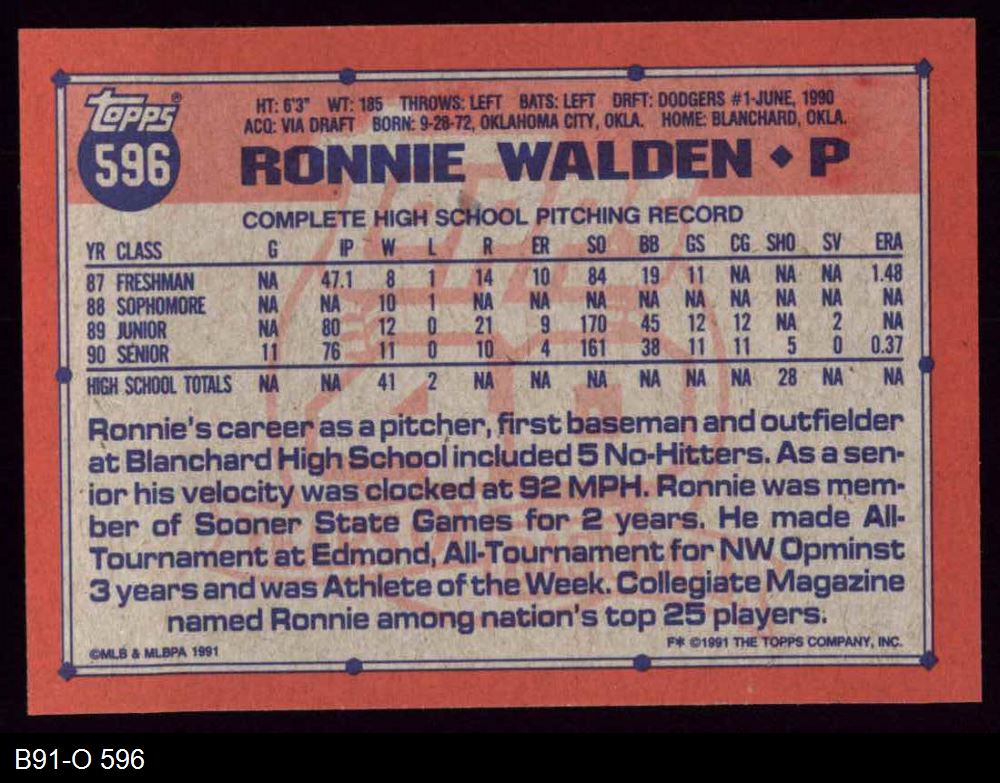 topps®
596
HT: 6'3" WT: 185 THROWS: LEFT BATS: LEFT DRFT: DODGERS #1-JUNE, 1990
ACQ: VIA DRAFT BORN: 9-28-72, OKLAHOMA CITY, OKLA. HOME: BLANCHARD, OKLA.
RONNIE WALDEN ♦ P
COMPLETE HIGH SCHOOL PITCHING RECORD
YR CLASS G IP W L R ER SO BB GS CG SHO SV ERA
87 FRESHMAN NA 47.1 8 1 14 10 84 19 11 NA NA NA 1.48
88 SOPHOMORE NA NA 10 1 NA NA NA NA NA NA NA NA NA
89 JUNIOR NA 80 12 0 21 9 170 45 12 12 NA 2 NA
90 SENIOR 11 76 11 0 10 4 161 38 11 11 5 0 0.37
HIGH SCHOOL TOTALS NA NA 41 2 NA NA NA NA NA NA 28 NA NA
Ronnie's career as a pitcher, first baseman and outfielder
at Blanchard High School included 5 No-Hitters. As a sen-
ior his velocity was clocked at 92 MPH. Ronnie was mem-
ber of Sooner State Games for 2 years. He made All-
Tournament at Edmond, All-Tournament for NW Opminst
3 years and was Athlete of the Week. Collegiate Magazine
named Ronnie among nation's top 25 players.
©MLB & MLBPA 1991
F* ©1991 THE TOPPS COMPANY, INC.
B91-O 596